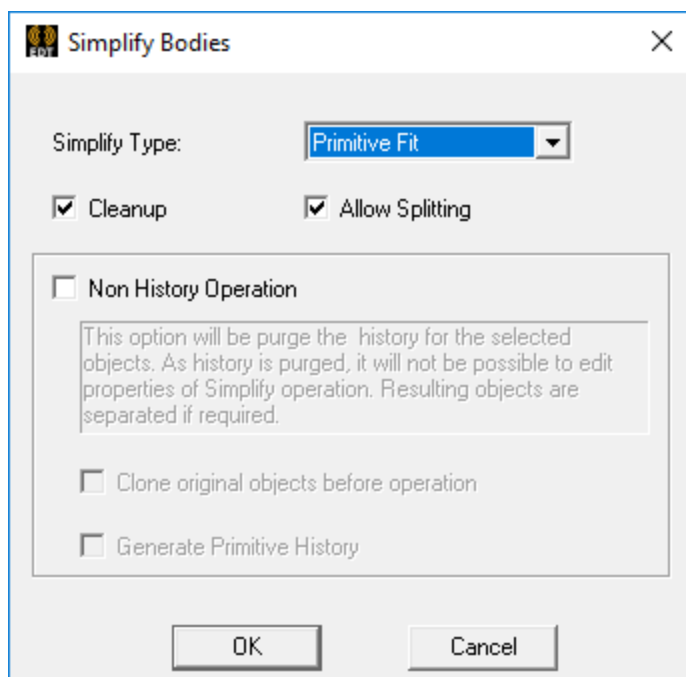 EDT Simplify Bodies
Simplify Type: Primitive Fit
Cleanup Allow Splitting
Non History Operation
This option will be purge the history for the selected
objects. As history is purged, it will not be possible to edit
properties of Simplify operation. Resulting objects are
separated if required.
Clone original objects before operation
Generate Primitive History
OK Cancel